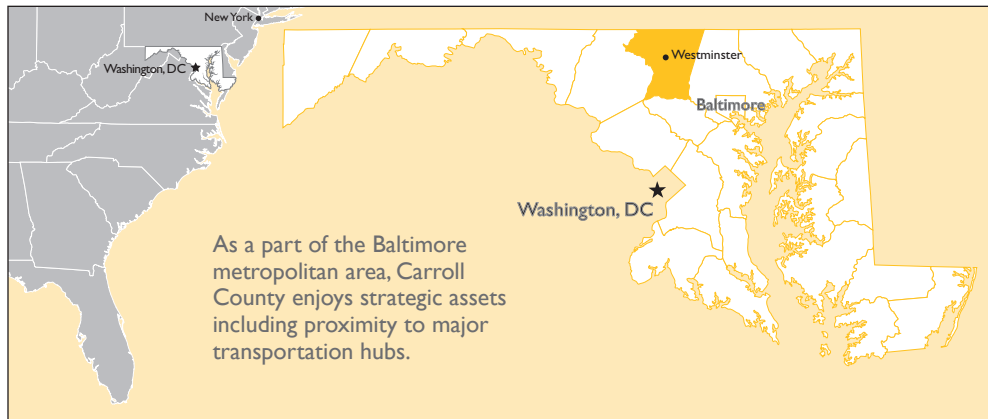 New York
Washington, DC
Westminster
Baltimore
Washington, DC
As a part of the Baltimore
metropolitan area, Carroll
County enjoys strategic assets
including proximity to major
transportation hubs.